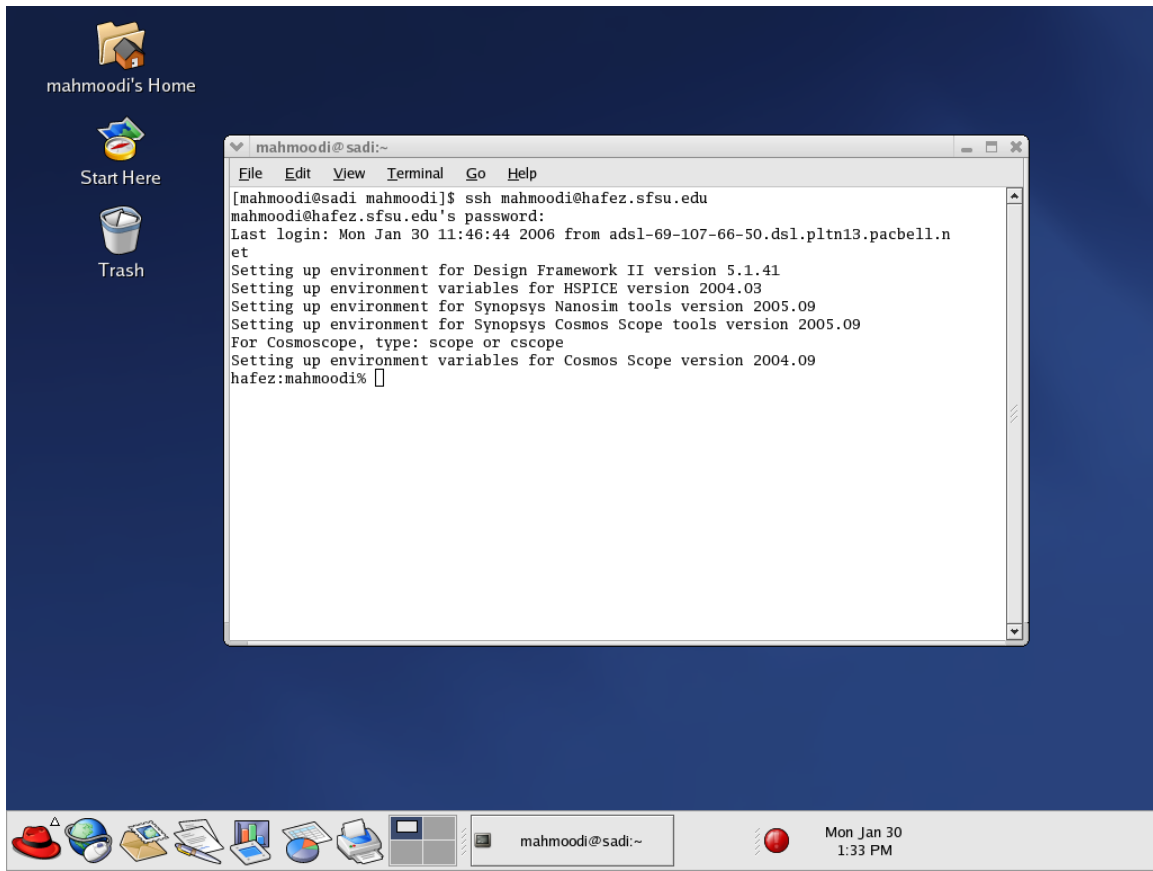 mahmoodi's Home
Start Here
Trash
mahmoodi@sadi:~
File Edit View Terminal Go Help
[mahmoodi@sadi mahmoodi]$ ssh mahmoodi@hafez.sfsu.edu
mahmoodi@hafez.sfsu.edu's password:
Last login: Mon Jan 30 11:46:44 2006 from adsl-69-107-66-50.dsl.pltn13.pacbell.n
et
Setting up environment for Design Framework II version 5.1.41
Setting up environment variables for HSPICE version 2004.03
Setting up environment for Synopsys Nanosim tools version 2005.09
Setting up environment for Synopsys Cosmos Scope tools version 2005.09
For Cosmoscope, type: scope or cscope
Setting up environment variables for Cosmos Scope version 2004.09
hafez:mahmoodi%
mahmoodi@sadi:~
Mon Jan 30
1:33 PM